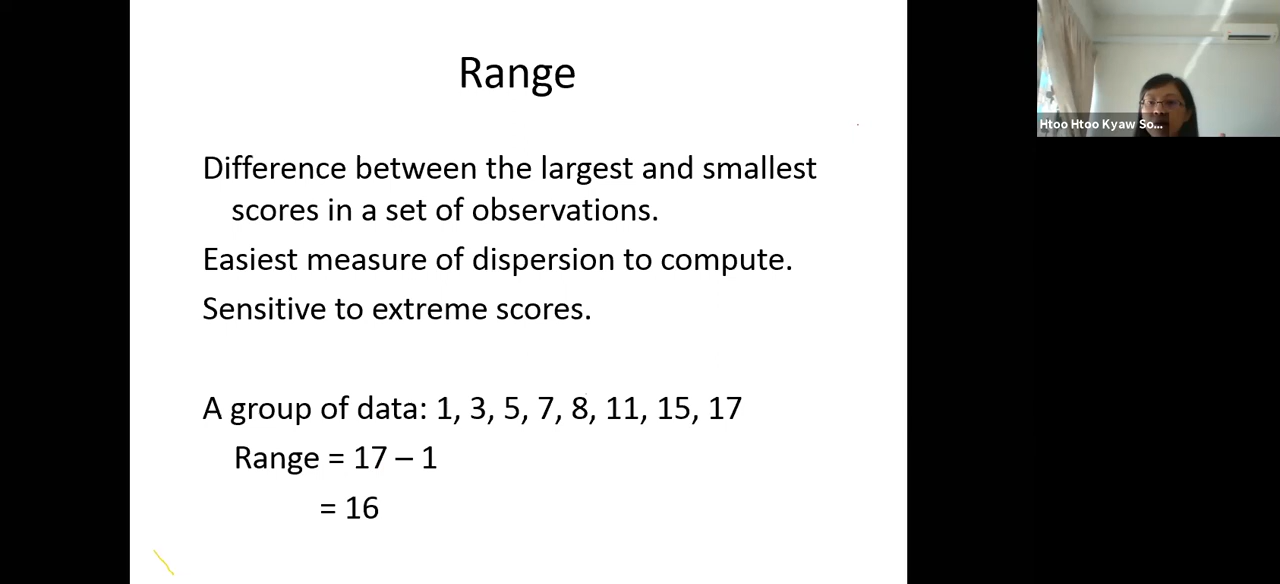 Range
Difference between the largest and smallest
scores in a set of observations.
Easiest measure of dispersion to compute.
Sensitive to extreme scores.
A group of data: 1, 3, 5, 7, 8, 11, 15, 17
Range = 17 – 1
= 16
Htoo Htoo Kyaw So...